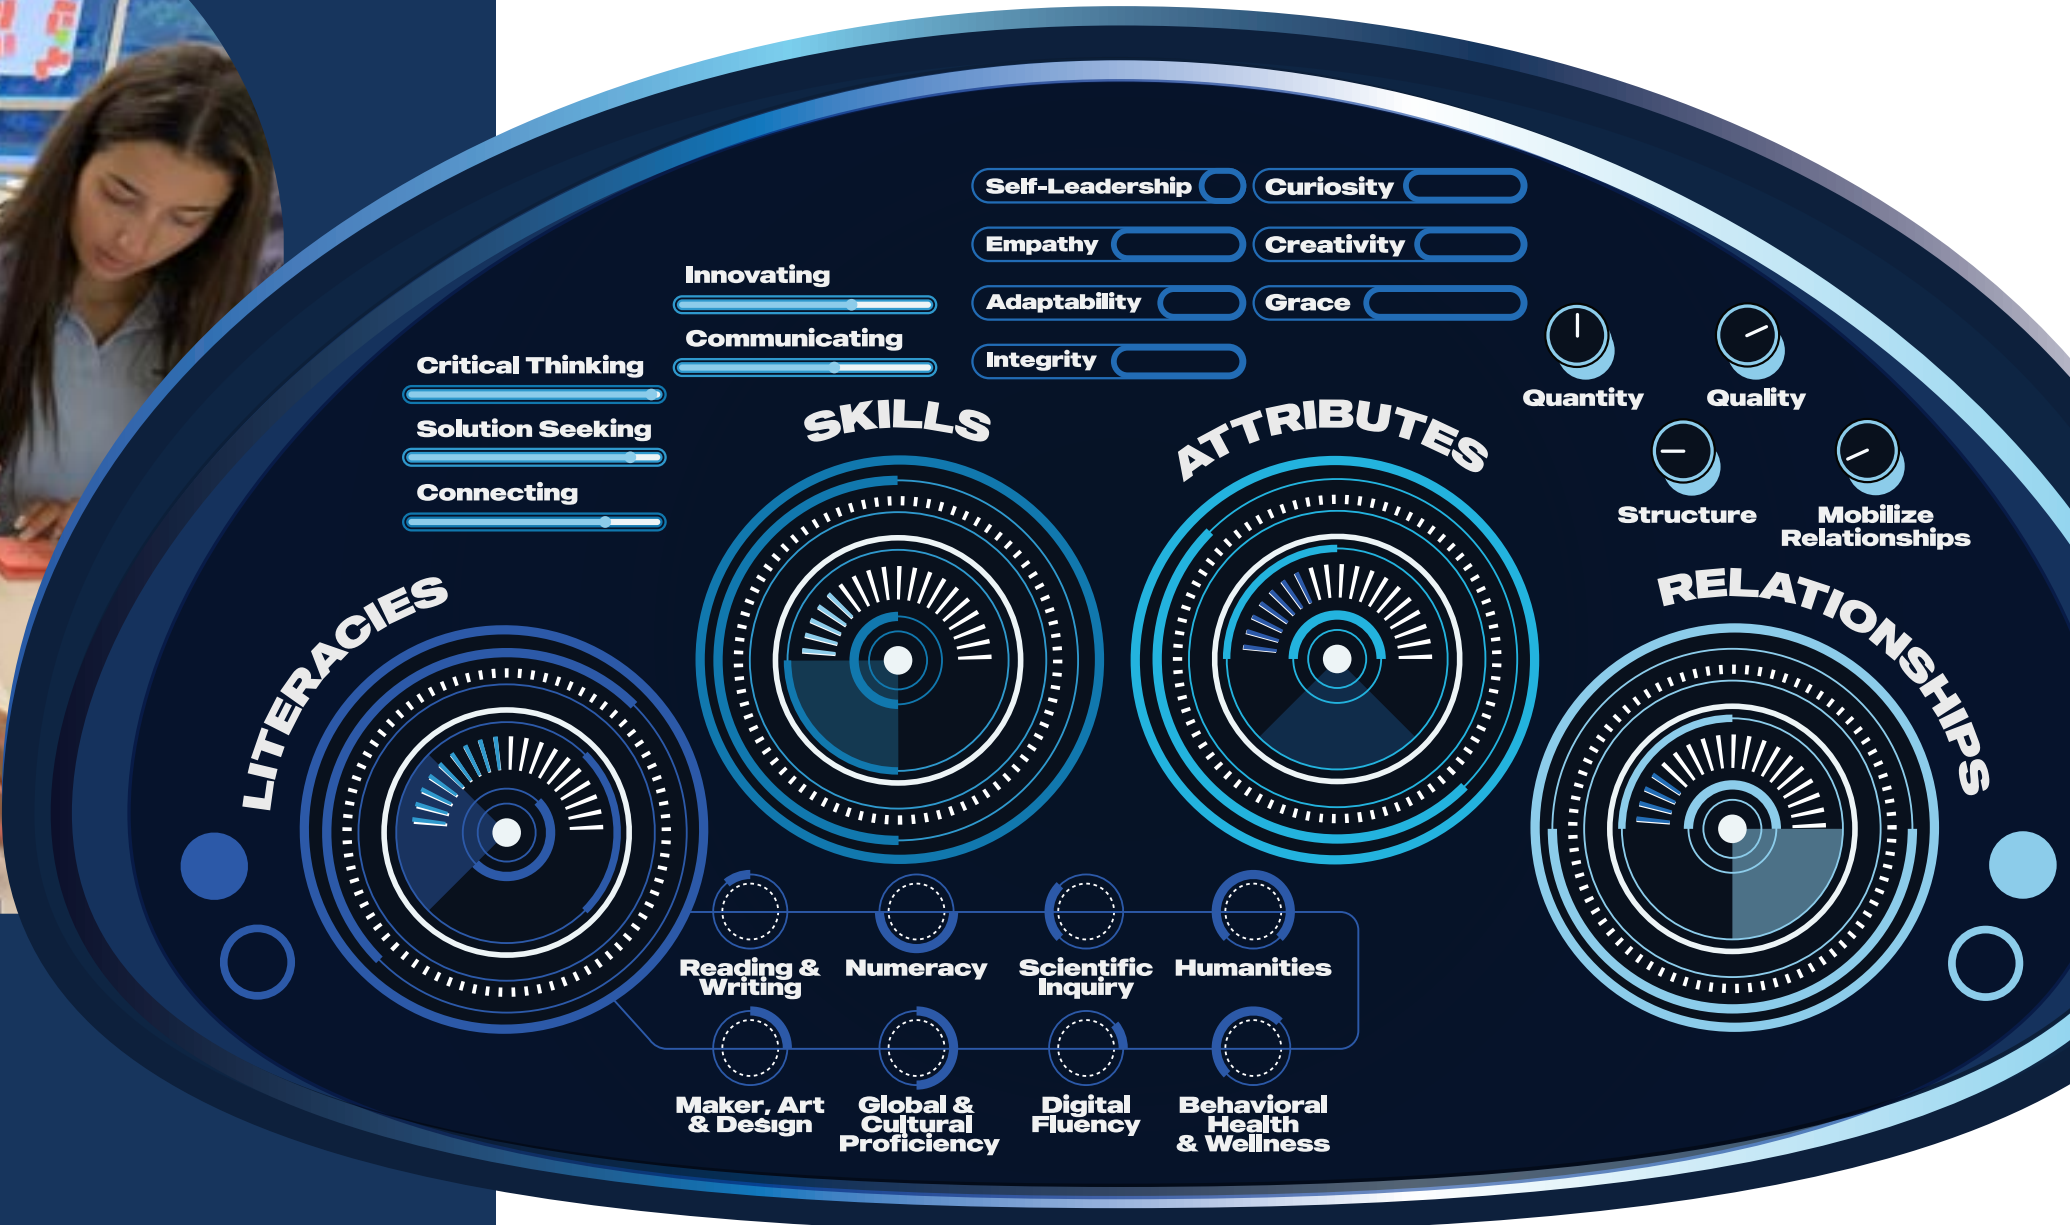 Self-Leadership
Curiosity
Empathy
Creativity
Adaptability
Grace
Integrity
Innovating
Communicating
Critical Thinking
Solution Seeking
Connecting
Quantity
Quality
Structure
Mobilize
Relationships
LITERACIES
SKILLS
ATTRIBUTES
RELATIONSHIPS
Reading &
Writing
Numeracy
Scientific
Inquiry
Humanities
Maker, Art
& Design
Global &
Cultural
Proficiency
Digital
Fluency
Behavioral
Health
& Wellness